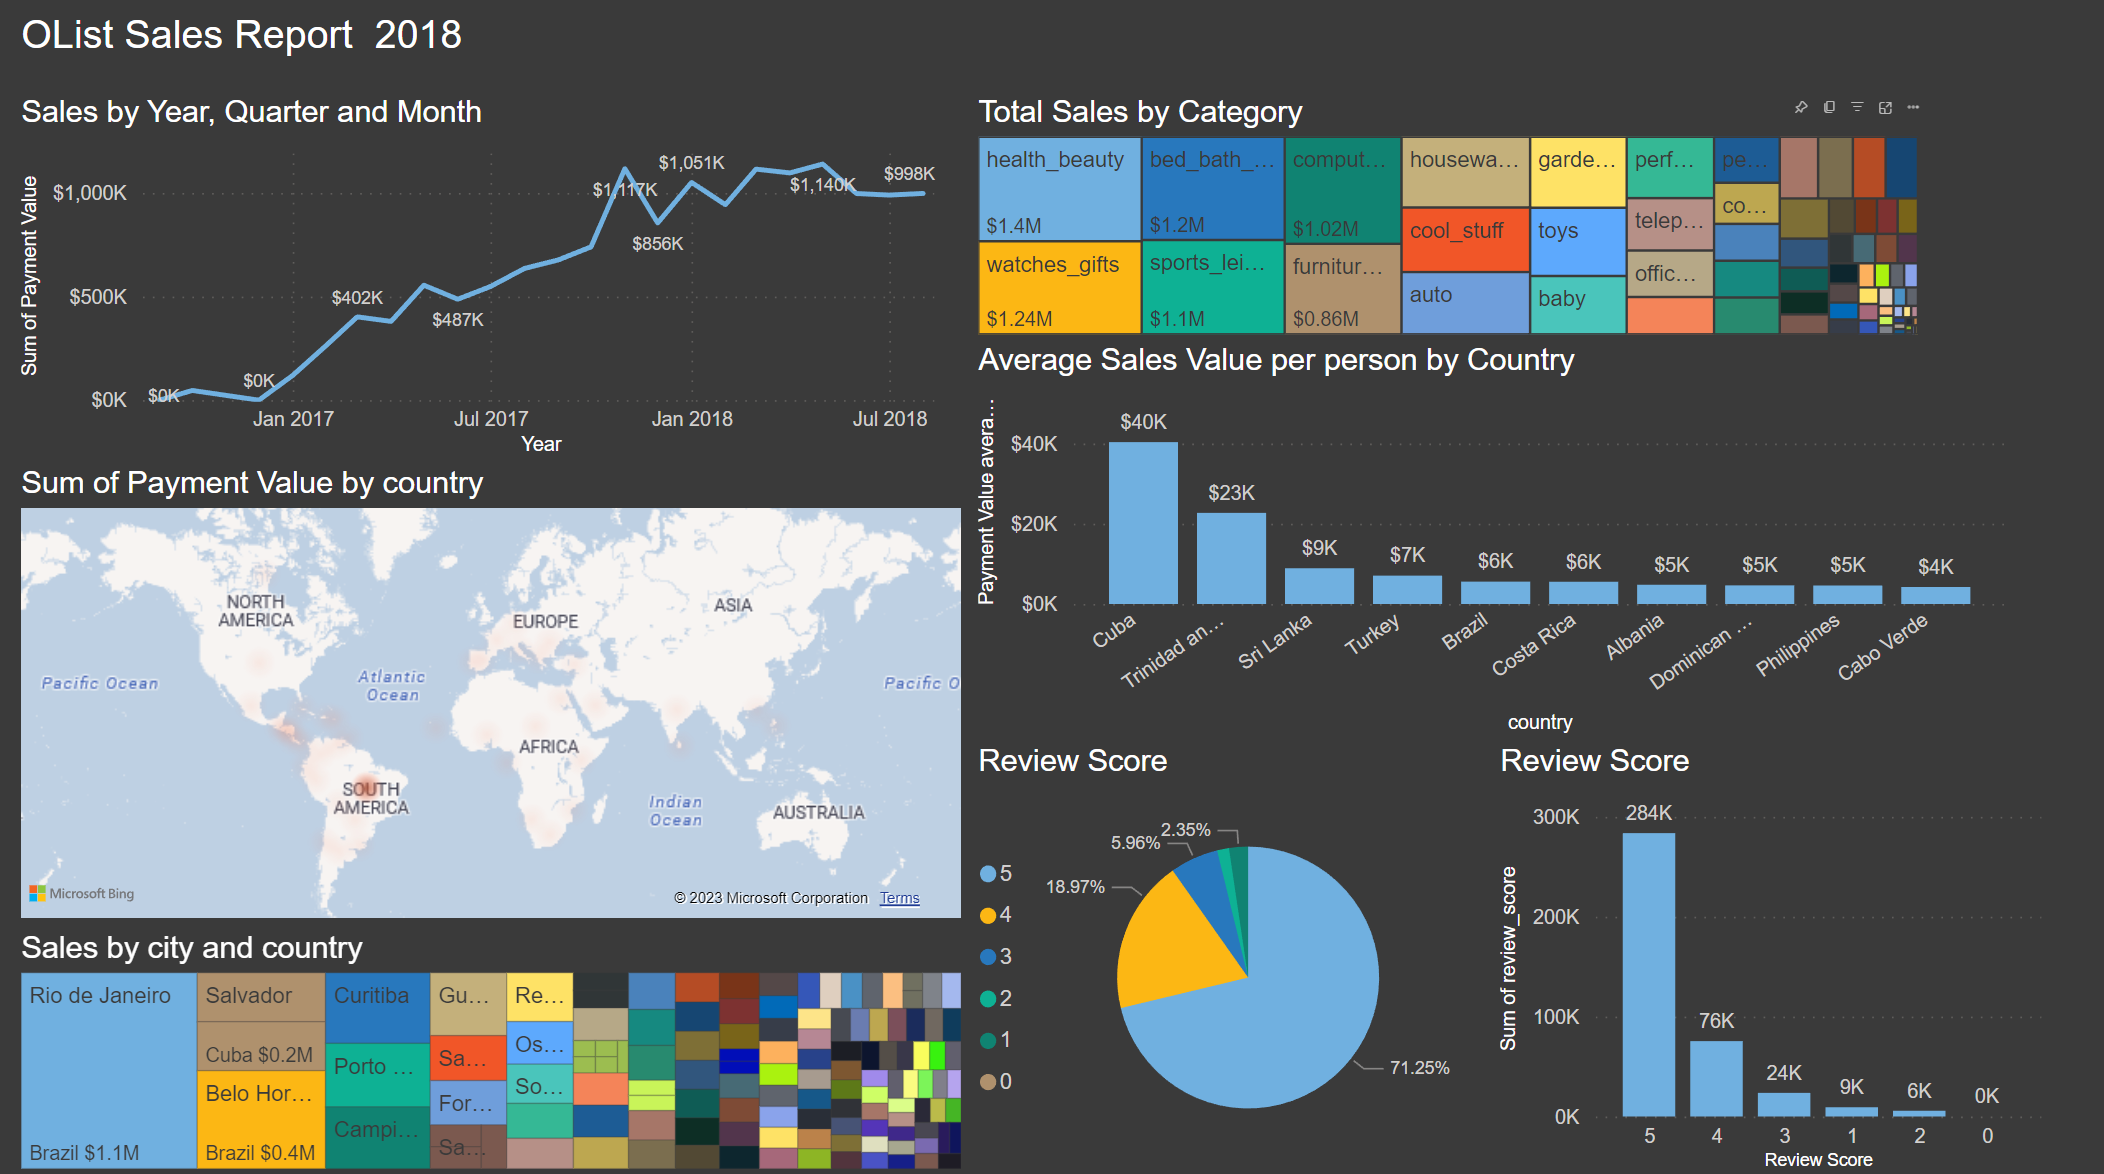 OList Sales Report  2018
Sales by Year, Quarter and Month
Sum of Payment Value
$1,000K
$500K
$0K
$0K
$0K
$402K
$487K
$1,117K
$856K
$1,051K
$1,140K
$998K
Jan 2017
Jul 2017
Jan 2018
Jul 2018
Year
Total Sales by Category
health_beauty
$1.4M
watches_gifts
$1.24M
bed_bath_...
$1.2M
sports_lei...
$1.1M
comput...
$1.02M
furnitur...
$0.86M
housewa...
cool_stuff
auto
garde...
toys
baby
perf...
telep...
offic...
pe...
co...
Average Sales Value per person by Country
Payment Value avera...
$40K
$20K
$0K
$40K
$23K
$9K
$7K
$6K
$6K
$5K
$5K
$5K
$4K
Cuba
Trinidad an...
Sri Lanka
Turkey
Brazil
Costa Rica
Albania
Dominican ...
Philippines
Cabo Verde
country
Sum of Payment Value by country
NORTH
AMERICA
EUROPE
ASIA
Pacific Ocean
Atlantic
Ocean
Pacific O
AFRICA
SOUTH
AMERICA
Indian
Ocean
AUSTRALIA
Microsoft Bing
© 2023 Microsoft Corporation Terms
Review Score
5
4
3
2
1
0
2.35%
5.96%
18.97%
71.25%
Review Score
Sum of review_score
300K
200K
100K
0K
284K
76K
24K
9K
6K
0K
5
4
3
1
2
0
Review Score
Sales by city and country
Rio de Janeiro
Brazil $1.1M
Salvador
Cuba $0.2M
Belo Hor...
Brazil $0.4M
Curitiba
Porto ...
Campi...
Gu...
Sa...
For...
Sa...
Re...
Os...
So...